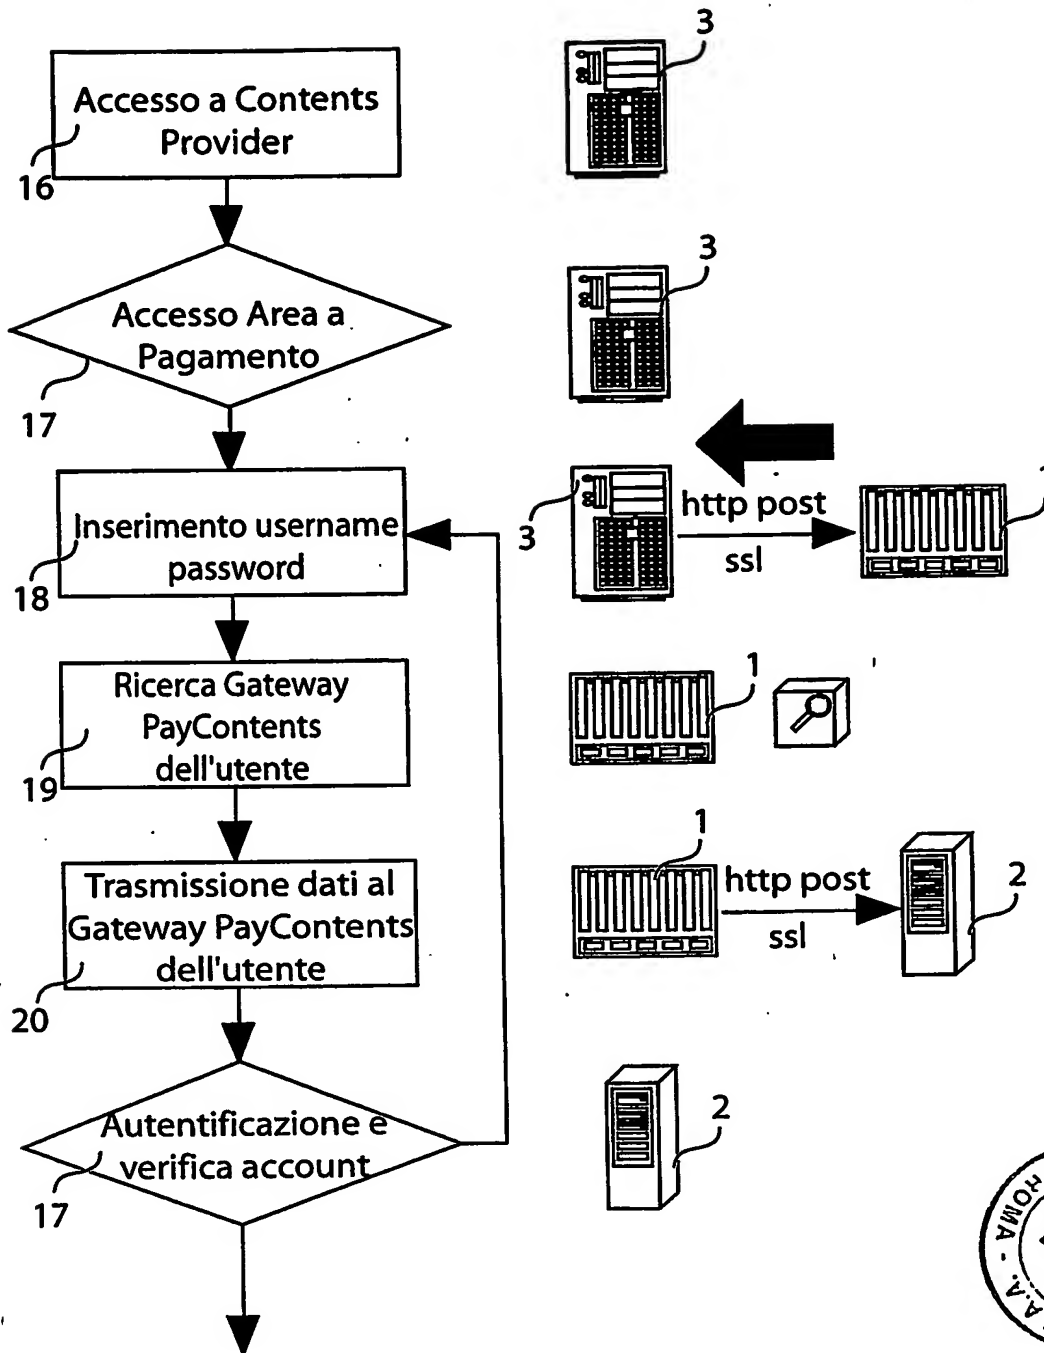 Accesso a Contents
Provider
16
3
Accesso Area a
Pagamento
17
3
Inserimento username
password
18
3
http post
ssl
Ricerca Gateway
PayContents
dell'utente
19
1
Trasmissione dati al
Gateway PayContents
dell'utente
20
1
http post
ssl
2
Autentificazione e
verifica account
17
2
ROMA - A.A.